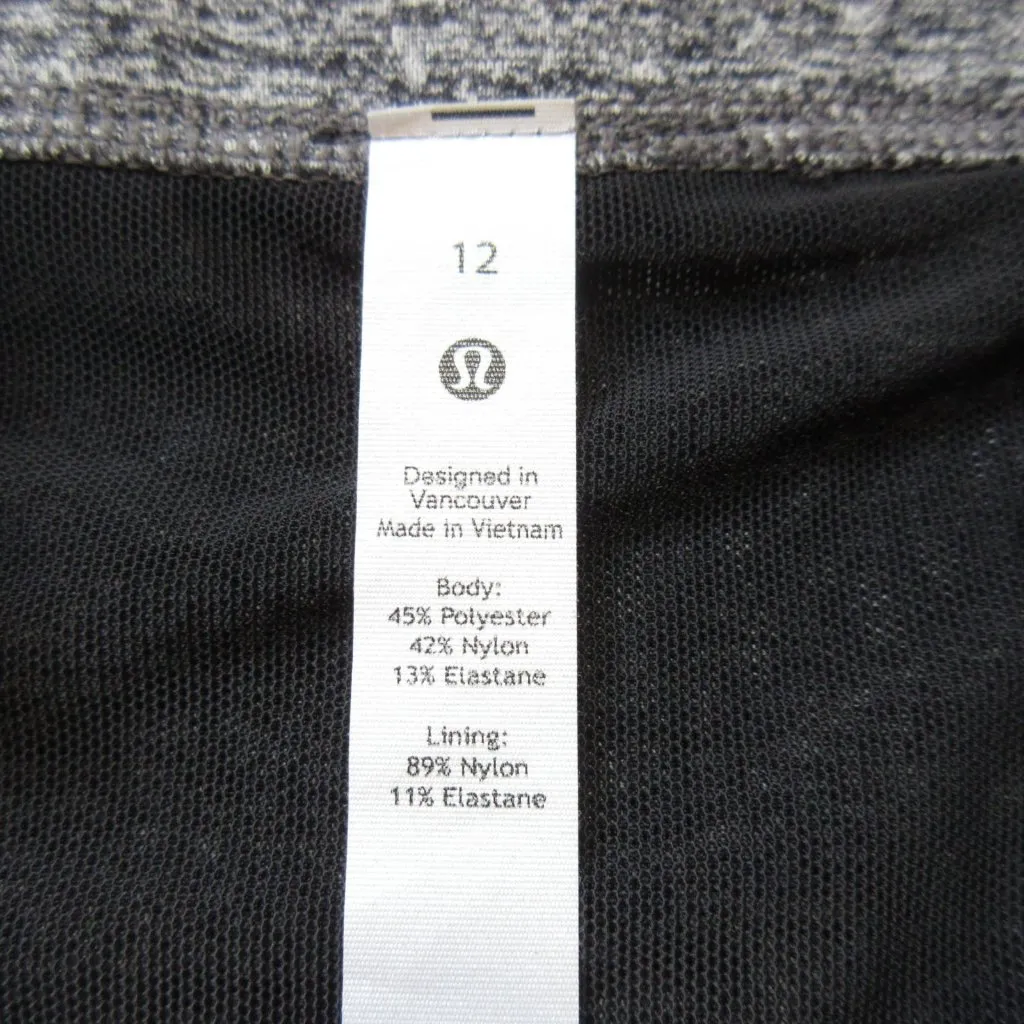 12
Designed in
Vancouver
Made in Vietnam
Body:
45% Polyester
42% Nylon
13% Elastane
Lining:
89% Nylon
11% Elastane